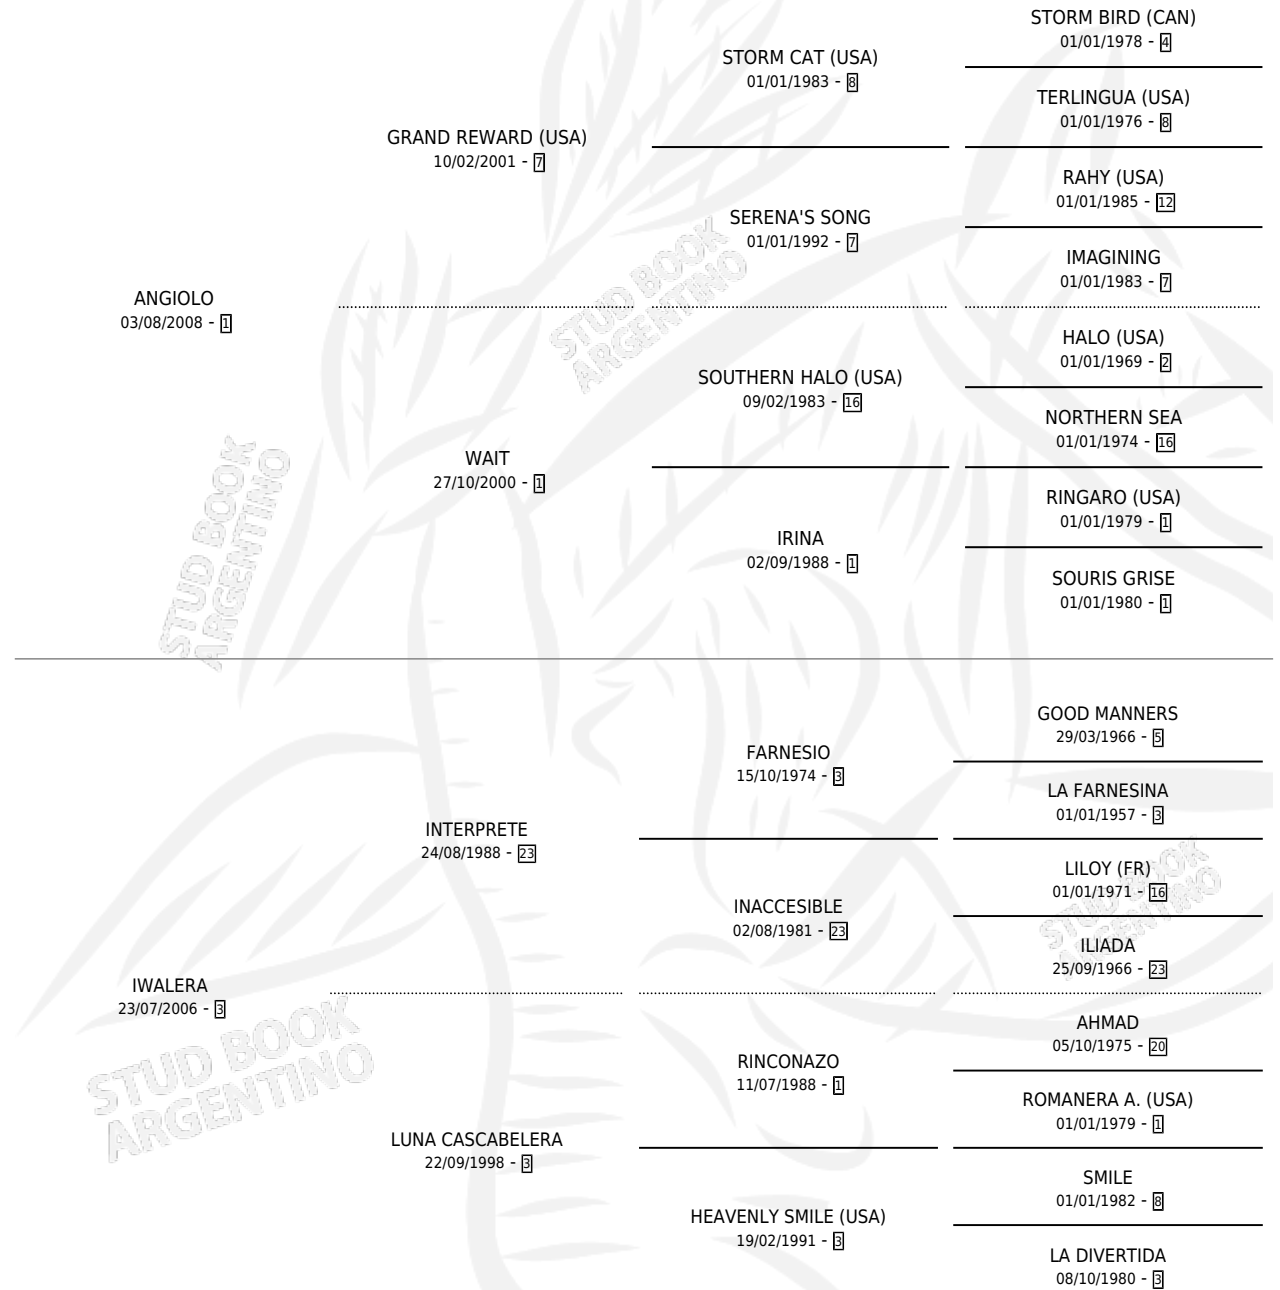 STORM BIRD (CAN)
01/01/1978 - 4
STORM CAT (USA)
01/01/1983 - 8
TERLINGUA (USA)
01/01/1976 - 8
GRAND REWARD (USA)
10/02/2001 - 7
RAHY (USA)
01/01/1985 - 12
SERENA'S SONG
01/01/1992 - 7
IMAGINING
01/01/1983 - 7
ANGIOLO
03/08/2008 - 1
HALO (USA)
01/01/1969 - 2
SOUTHERN HALO (USA)
09/02/1983 - 16
NORTHERN SEA
01/01/1974 - 16
WAIT
27/10/2000 - 1
RINGARO (USA)
01/01/1979 - 1
IRINA
02/09/1988 - 1
SOURIS GRISE
01/01/1980 - 1
GOOD MANNERS
29/03/1966 - 5
FARNESIO
15/10/1974 - 3
LA FARNESINA
01/01/1957 - 3
INTERPRETE
24/08/1988 - 23
LILOY (FR)
01/01/1971 - 16
INACCESIBLE
02/08/1981 - 23
ILIADA
25/09/1966 - 23
IWALERA
23/07/2006 - 3
AHMAD
05/10/1975 - 20
RINCONAZO
11/07/1988 - 1
ROMANERA A. (USA)
01/01/1979 - 1
LUNA CASCABELERA
22/09/1998 - 3
SMILE
01/01/1982 - 8
HEAVENLY SMILE (USA)
19/02/1991 - 3
LA DIVERTIDA
08/10/1980 - 3
STUD BOOK
ARGENTINO
STUD BOOK
ARGENTINO
STUD BOOK
ARGENTINO
STUD BOOK
ARGENTINO